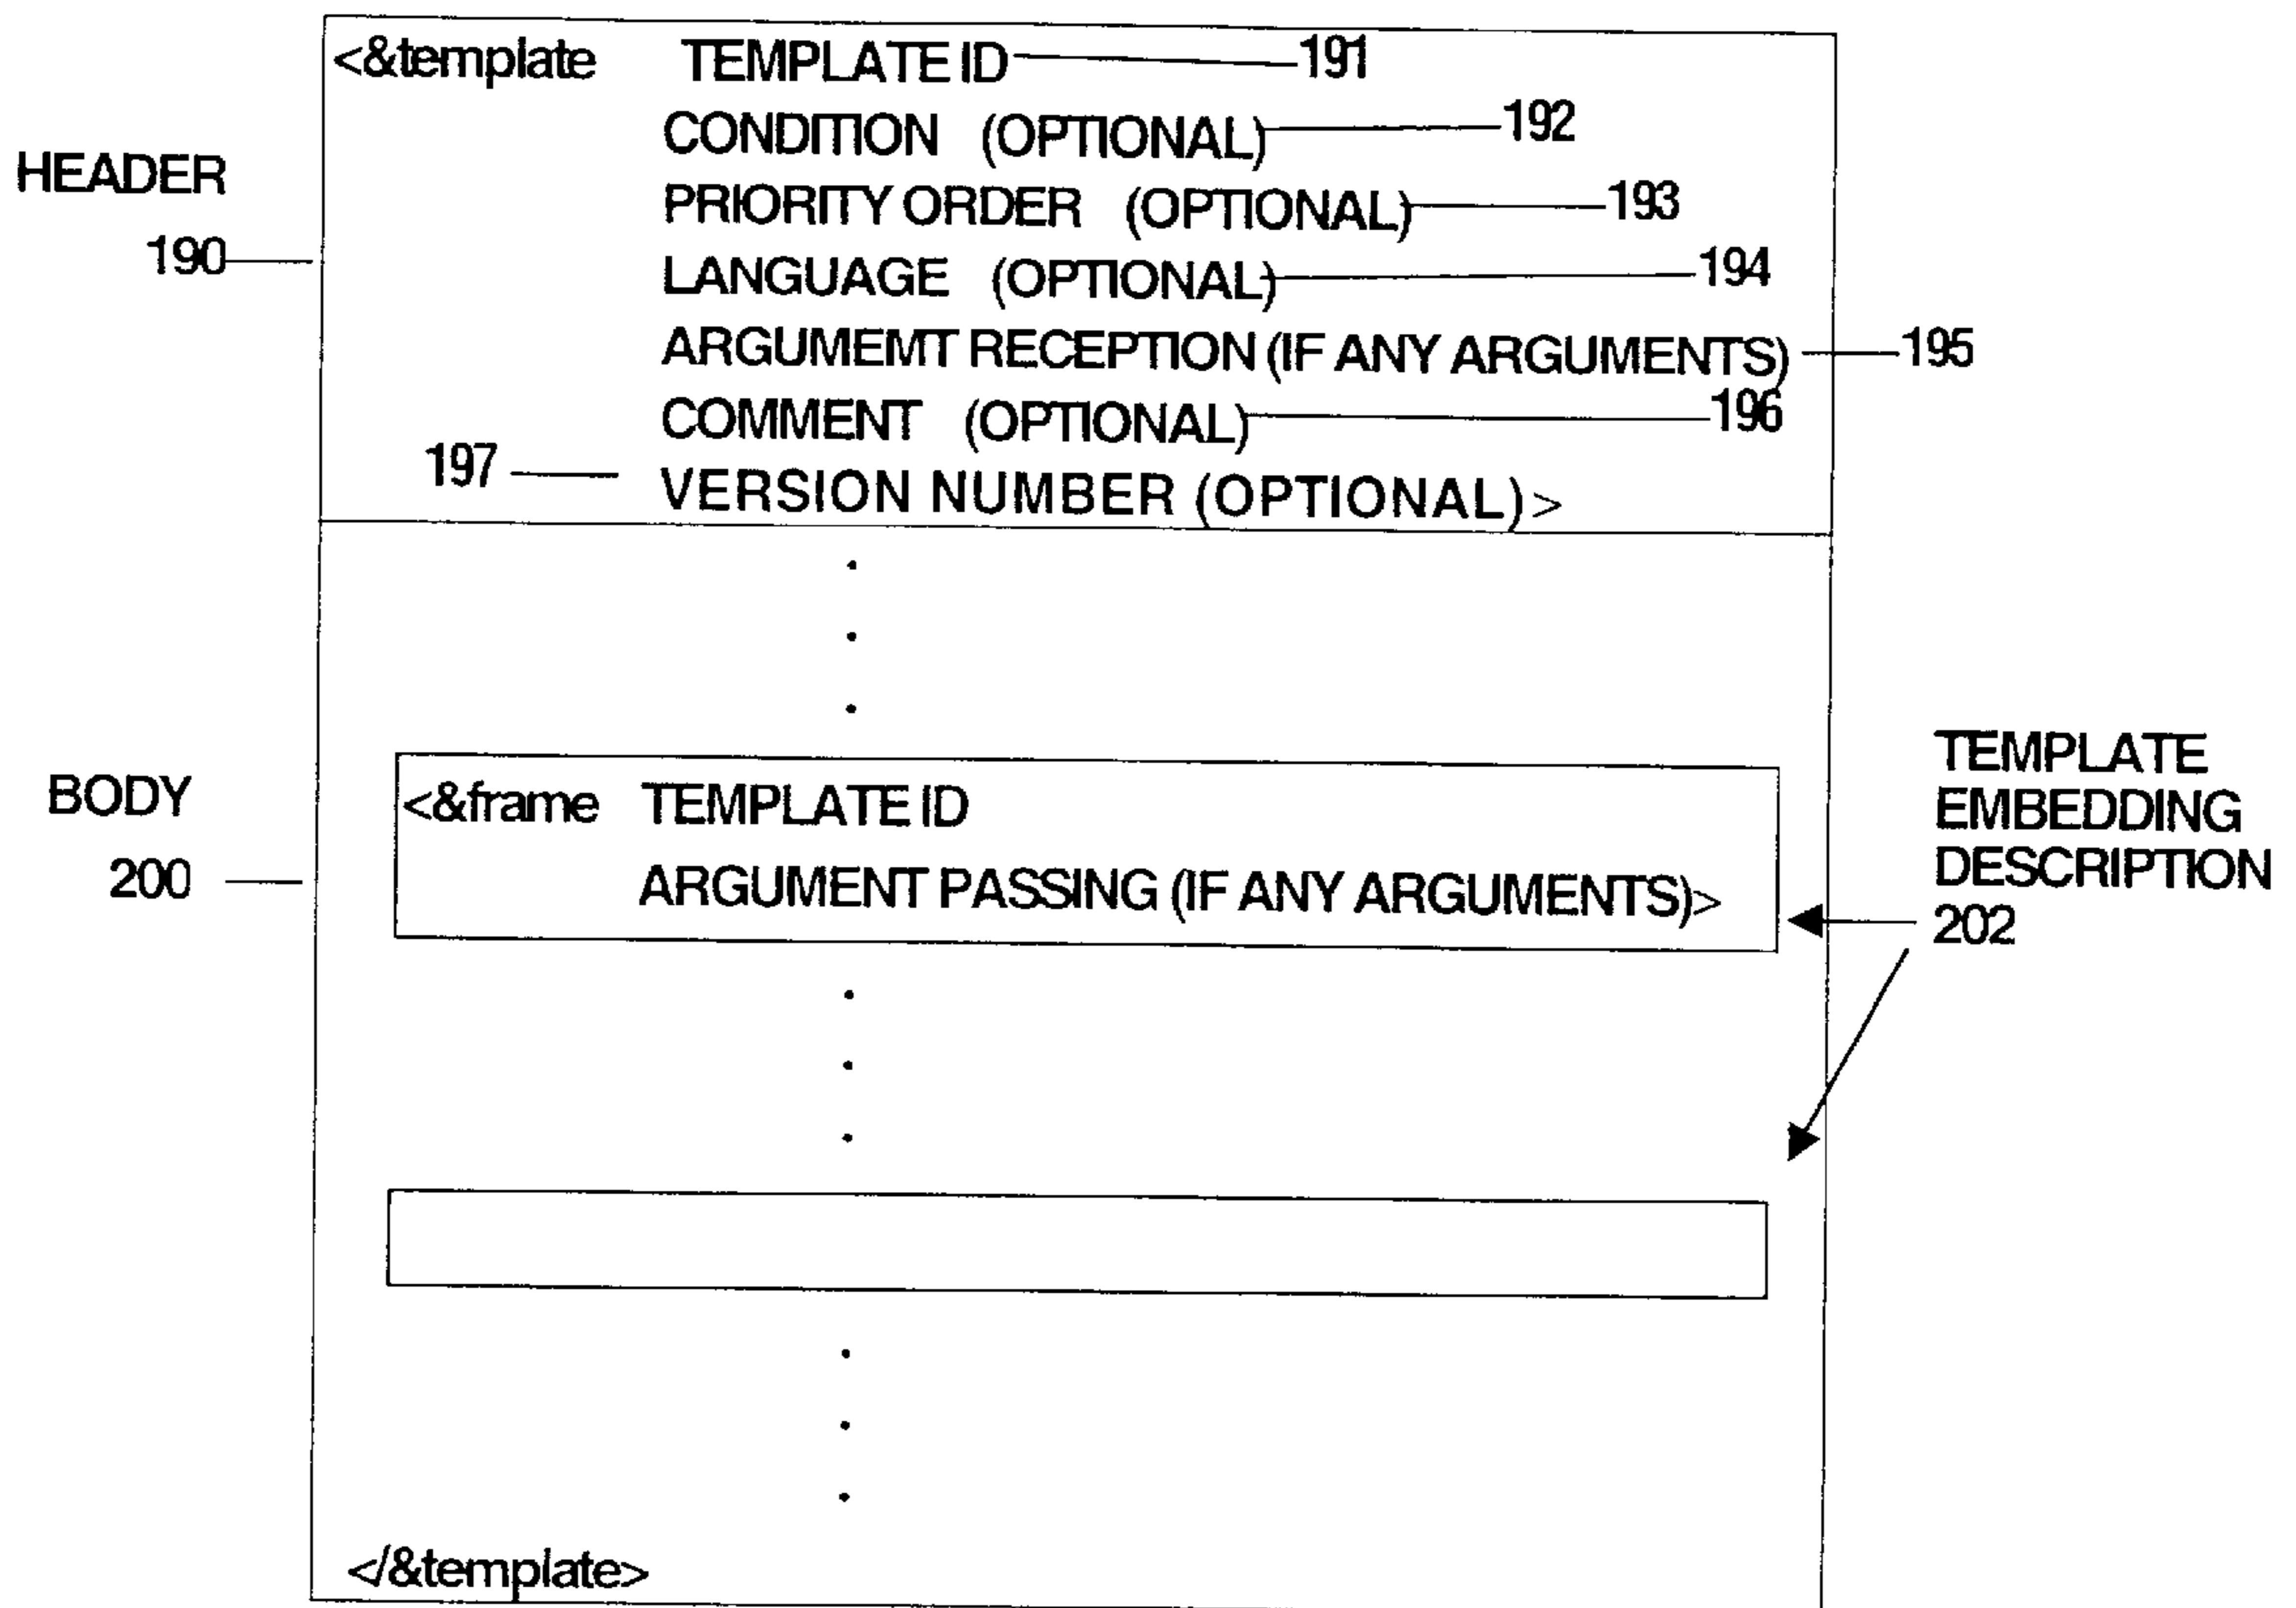 <&template TEMPLATE ID 191
CONDITION (OPTIONAL) 192
HEADER
PRIORITY ORDER (OPTIONAL) 193
190
LANGUAGE (OPTIONAL) 194
ARGUMEMT RECEPTION (IF ANY ARGUMENTS) 195
COMMENT (OPTIONAL) 196
197 VERSION NUMBER (OPTIONAL)>
BODY
200
<&frame TEMPLATE ID
ARGUMENT PASSING (IF ANY ARGUMENTS)>
TEMPLATE
EMBEDDING
DESCRIPTION
202
</&template>